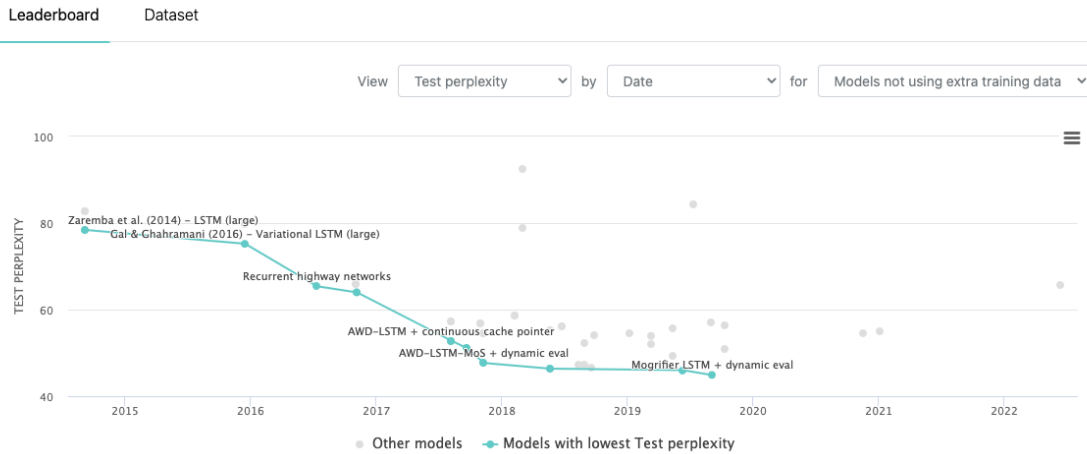 Leaderboard Dataset
View Test perplexity by Date for Models not using extra training data
100
80
60
40
TEST PERPLEXITY
Zaremba et al. (2014) – LSTM (large)
Gal & Ghahramani (2016) – Variational LSTM (large)
Recurrent highway networks
AWD-LSTM + continuous cache pointer
AWD-LSTM-MoS + dynamic eval
Mogrifier LSTM + dynamic eval
2015 2016 2017 2018 2019 2020 2021 2022
Other models Models with lowest Test perplexity